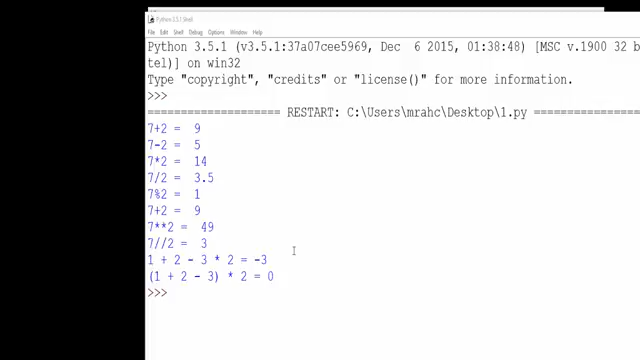 Python 3.5.1 Shell
File Edit Shell Debug Options Window Help
Python 3.5.1 (v3.5.1:37a07cee5969, Dec  6 2015, 01:38:48) [MSC v.1900 32 b
tel)] on win32
Type "copyright", "credits" or "license()" for more information.
>>>
==================== RESTART: C:\Users\mrahc\Desktop\1.py ================
7+2 =  9
7-2 =  5
7*2 =  14
7/2 =  3.5
7%2 =  1
7+2 =  9
7**2 =  49
7//2 =  3
1 + 2 - 3 * 2 = -3
(1 + 2 - 3) * 2 = 0
>>>